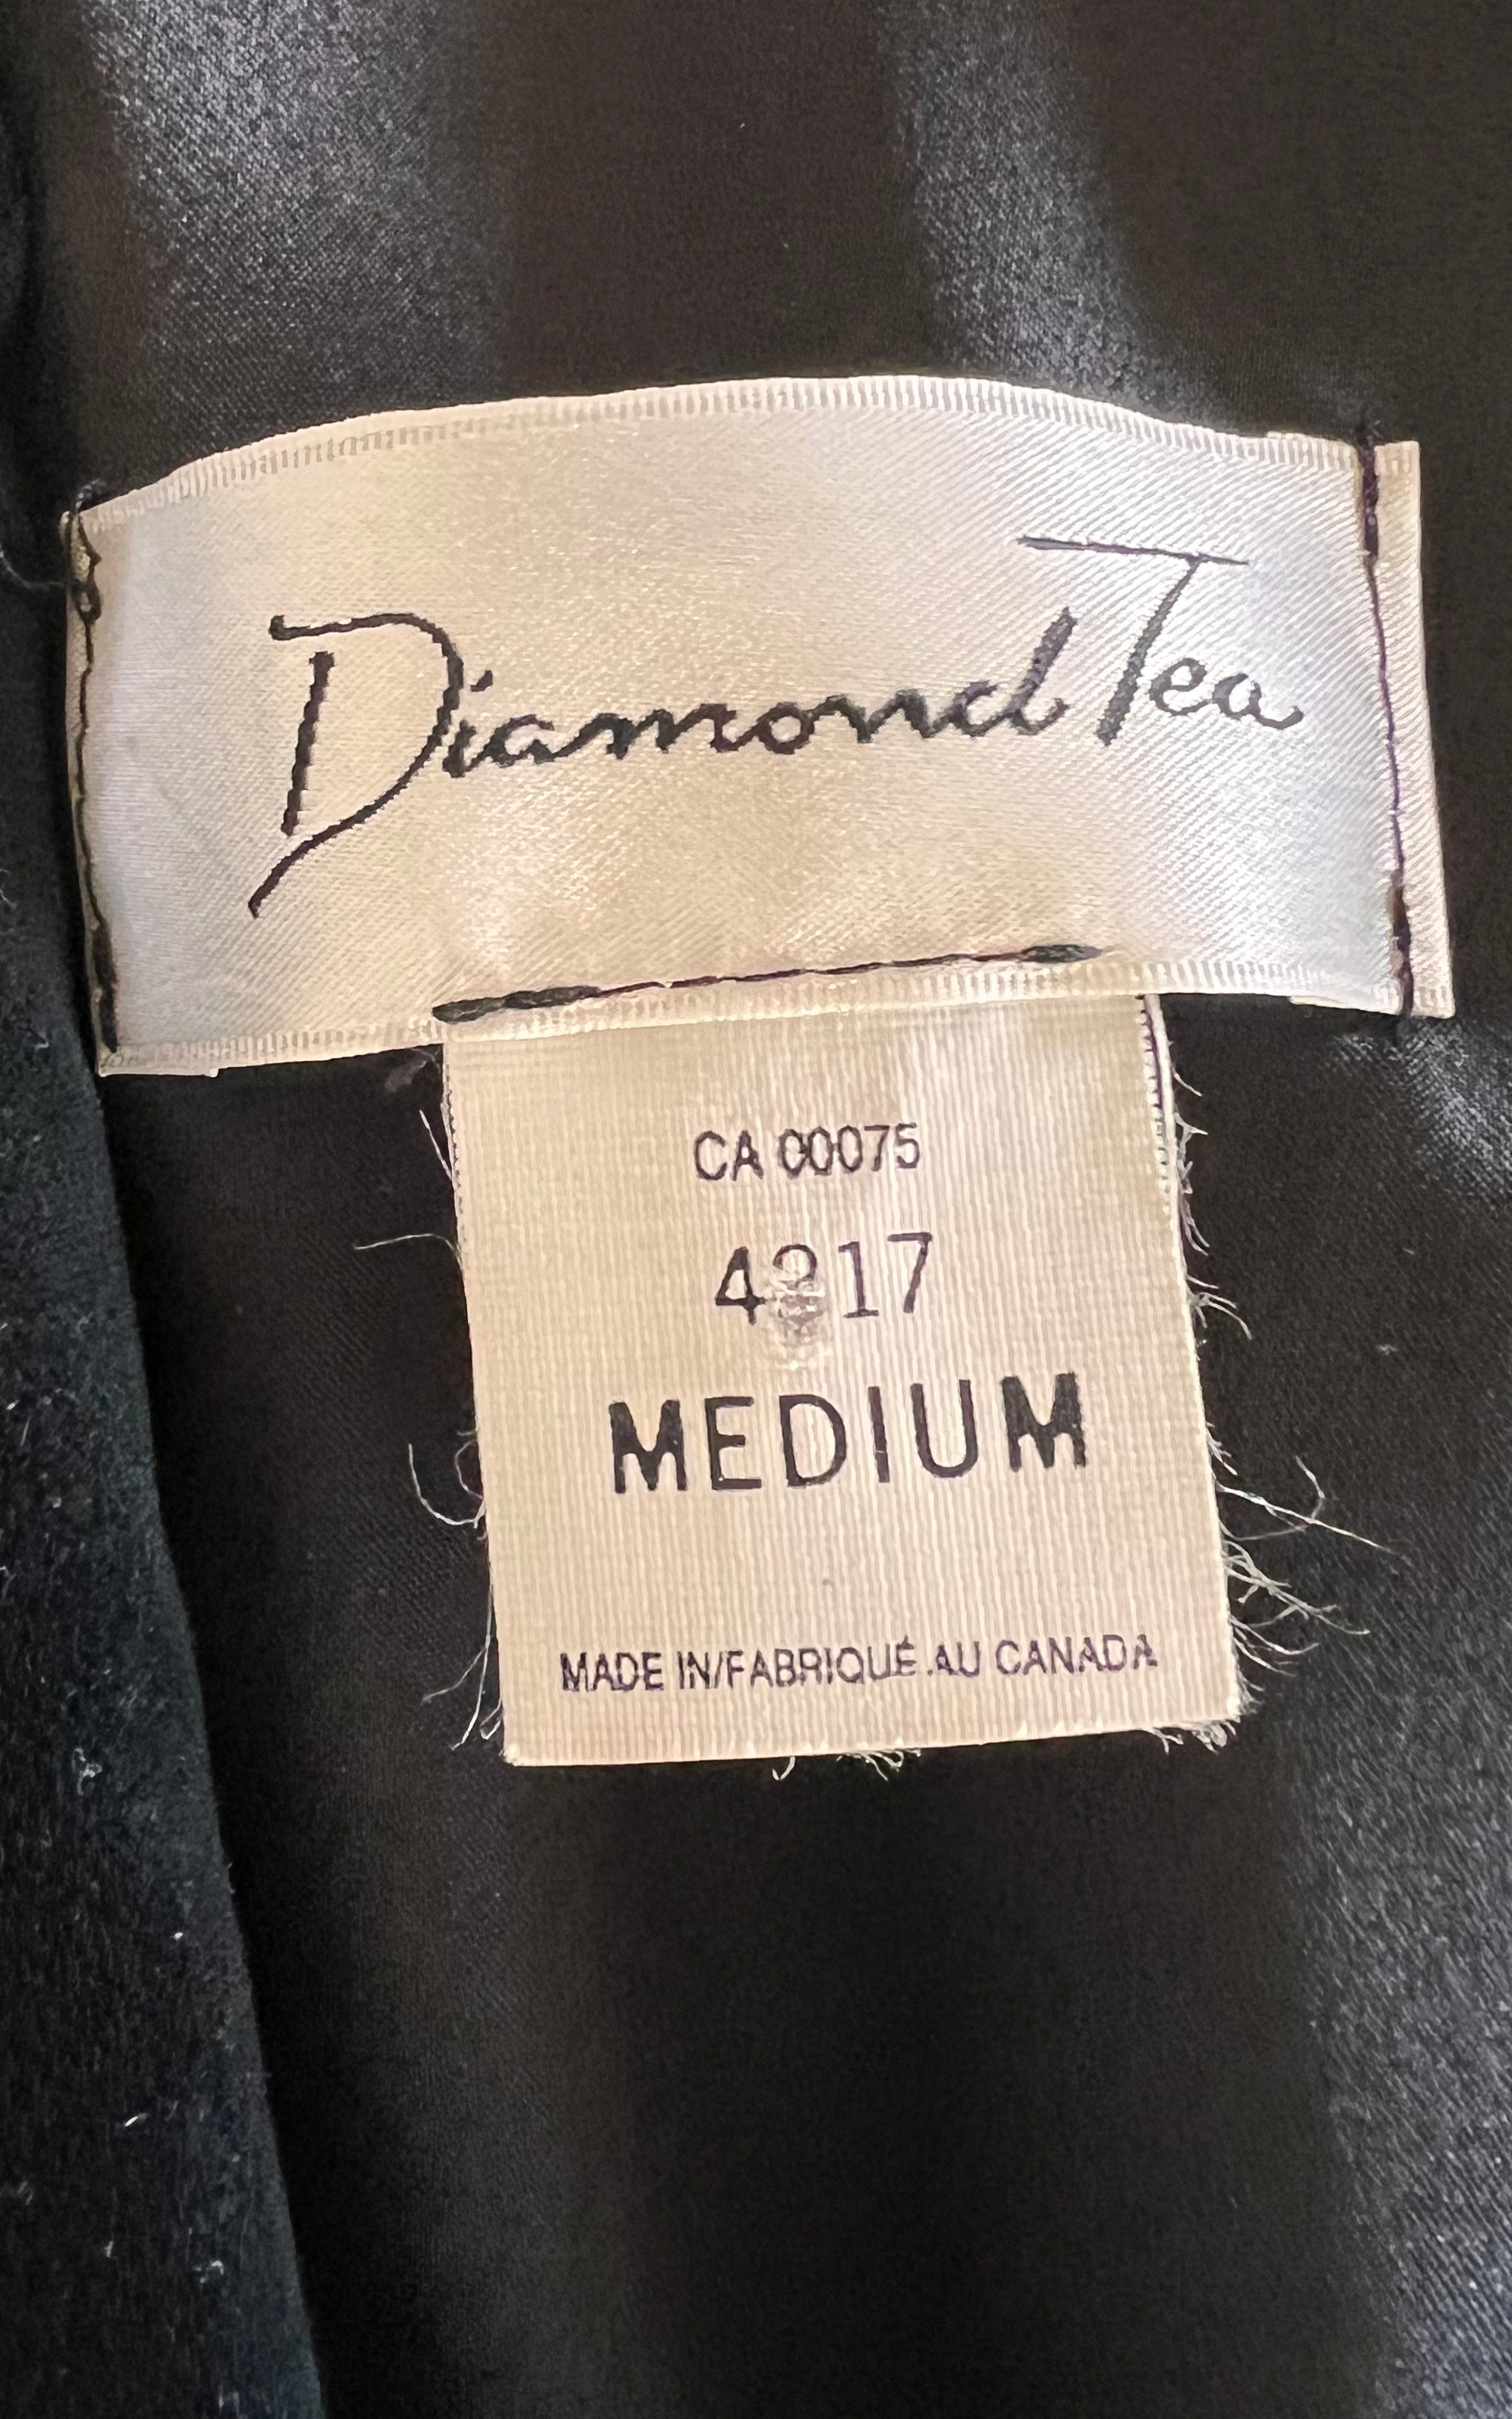 Diamond Tea
CA 00075
MEDIUM
MADE IN/FABRIQUÉ AU CANADA